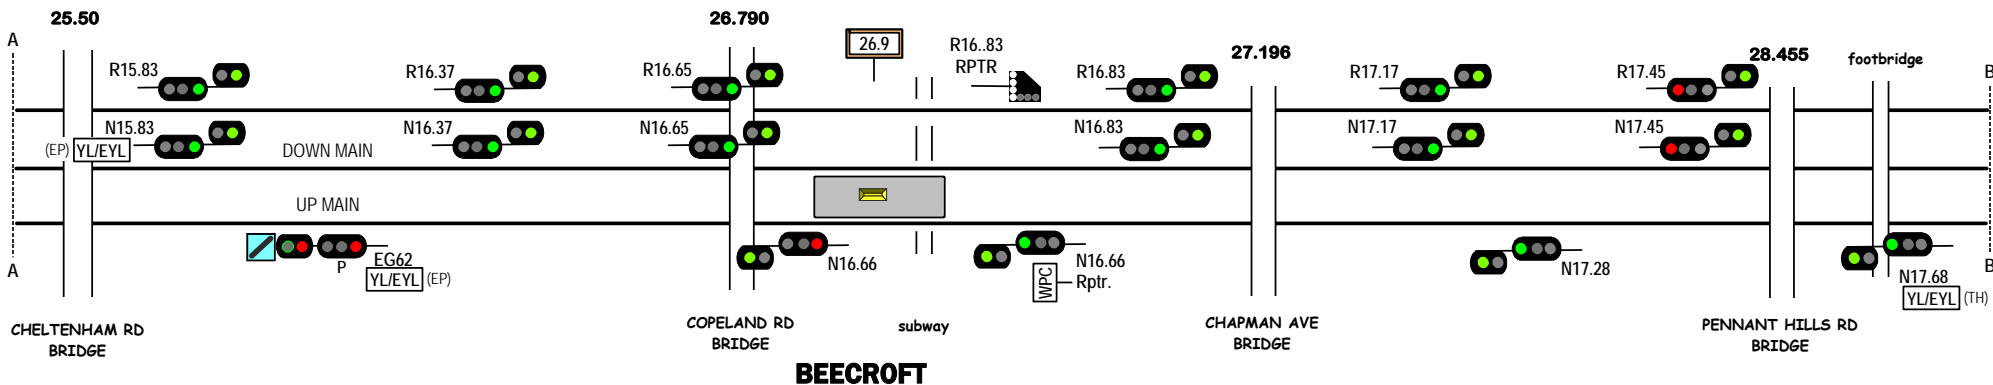 25.50
26.790
26.9
R16..83
RPTR
27.196
28.455
footbridge
A
B
R15.83
R16.37
R16.65
R16.83
R17.17
R17.45
N15.83
N16.37
N16.65
N16.83
N17.17
N17.45
(EP) YL/EYL
DOWN MAIN
UP MAIN
A
B
P
EG62
YL/EYL (EP)
N16.66
WPC
N16.66
Rptr.
N17.28
N17.68
YL/EYL (TH)
CHELTENHAM RD
BRIDGE
COPELAND RD
BRIDGE
subway
CHAPMAN AVE
BRIDGE
PENNANT HILLS RD
BRIDGE
BEECROFT